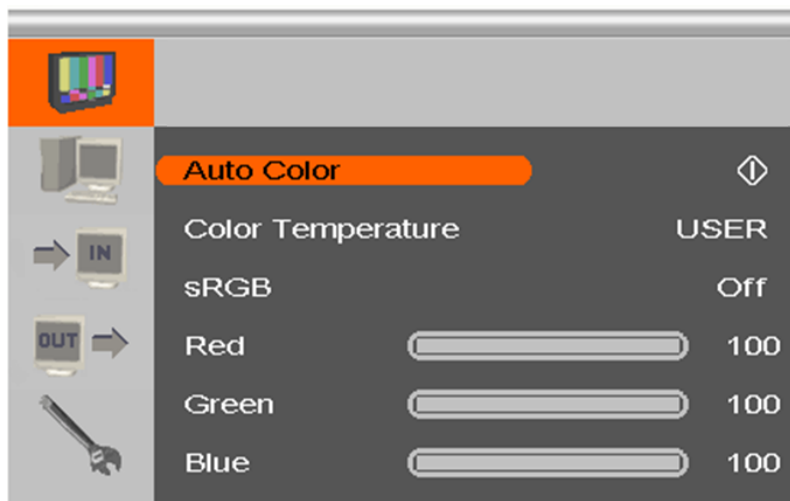 Auto Color
Color Temperature USER
IN
sRGB Off
OUT
Red 100
Green 100
Blue 100